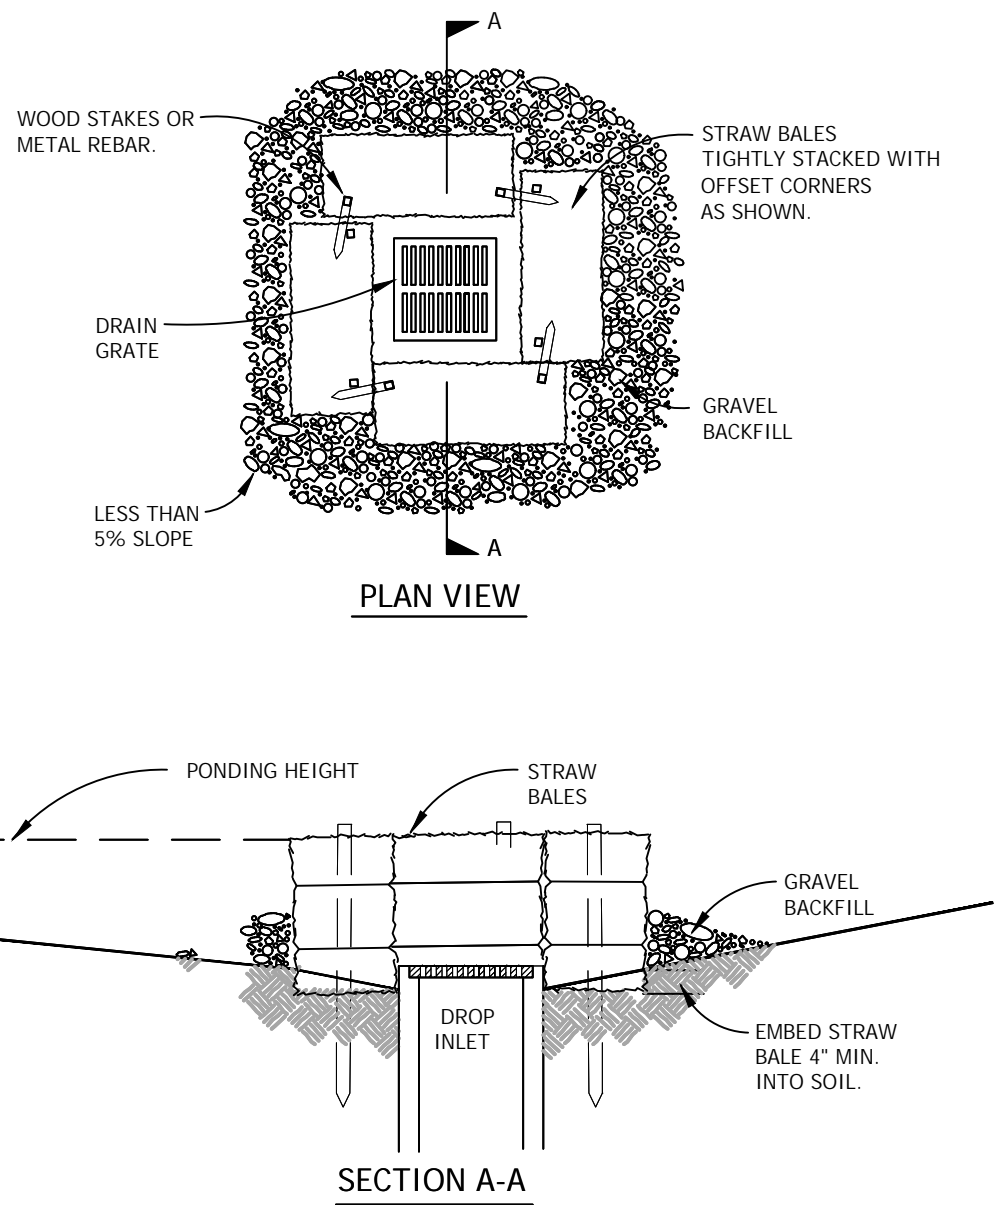 A
WOOD STAKES OR
METAL REBAR.
STRAW BALES
TIGHTLY STACKED WITH
OFFSET CORNERS
AS SHOWN.
DRAIN
GRATE
GRAVEL
BACKFILL
LESS THAN
5% SLOPE
A
PLAN VIEW
PONDING HEIGHT
STRAW
BALES
GRAVEL
BACKFILL
DROP
INLET
EMBED STRAW
BALE 4" MIN.
INTO SOIL.
SECTION A-A